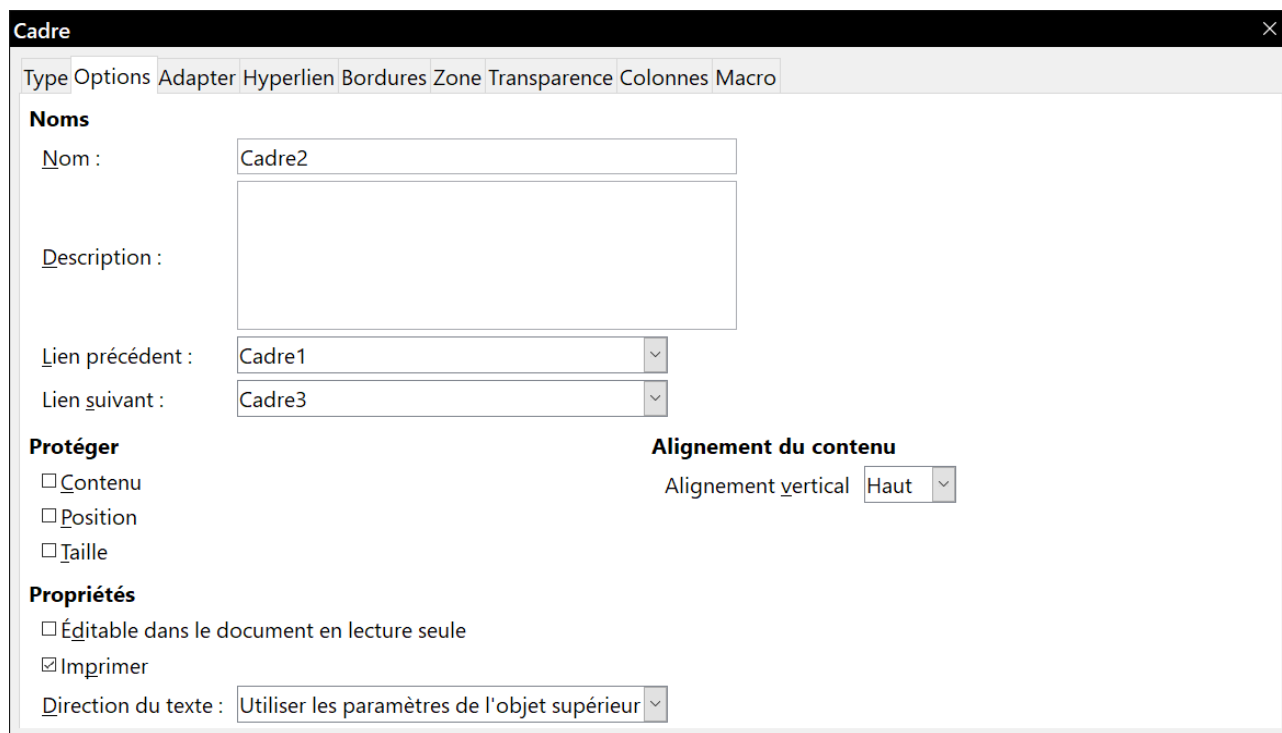 Cadre
Type Options Adapter Hyperlien Bordures Zone Transparence Colonnes Macro
Noms
Nom : Cadre2
Description :
Lien précédent : Cadre1
Lien suivant : Cadre3
Protéger Alignement du contenu
Contenu Alignement vertical Haut
Position
Taille
Propriétés
Éditable dans le document en lecture seule
Imprimer
Direction du texte : Utiliser les paramètres de l'objet supérieur